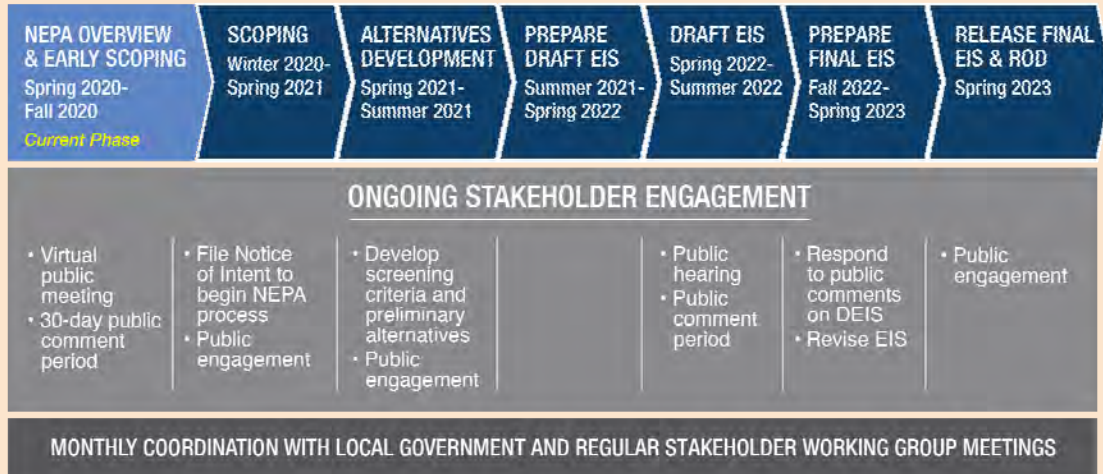 NEPA OVERVIEW
& EARLY SCOPING
Spring 2020-
Fall 2020
Current Phase
SCOPING
Winter 2020-
Spring 2021
ALTERNATIVES
DEVELOPMENT
Spring 2021-
Summer 2021
PREPARE
DRAFT EIS
Summer 2021-
Spring 2022
DRAFT EIS
Spring 2022-
Summer 2022
PREPARE
FINAL EIS
Fall 2022-
Spring 2023
RELEASE FINAL
EIS & ROD
Spring 2023
ONGOING STAKEHOLDER ENGAGEMENT
• Virtual
public
meeting
• 30-day public
comment
period
• File Notice
of Intent to
begin NEPA
process
• Public
engagement
• Develop
screening
criteria and
preliminary
alternatives
• Public
engagement
• Public
hearing
• Public
comment
period
• Respond
to public
comments
on DEIS
• Revise EIS
• Public
engagement
MONTHLY COORDINATION WITH LOCAL GOVERNMENT AND REGULAR STAKEHOLDER WORKING GROUP MEETINGS